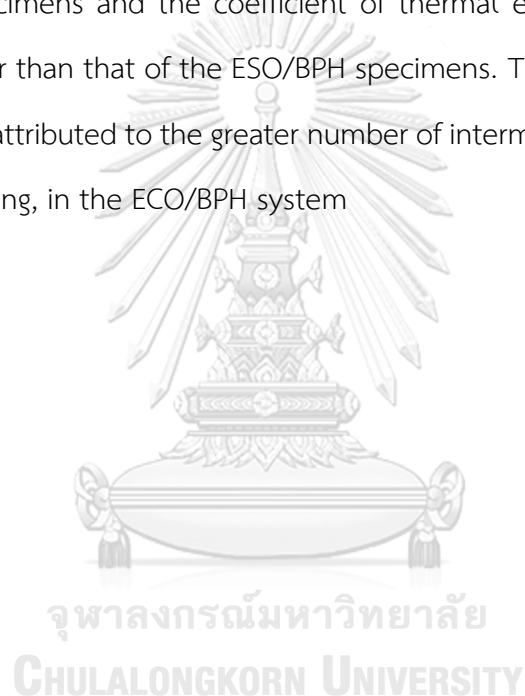 cimens and the coefficient of thermal e
r than that of the ESO/BPH specimens. T
attributed to the greater number of interm
ng, in the ECO/BPH system
จุฬาลงกรณ์มหาวิทยาลัย
CHULALONGKORN UNIVERSITY